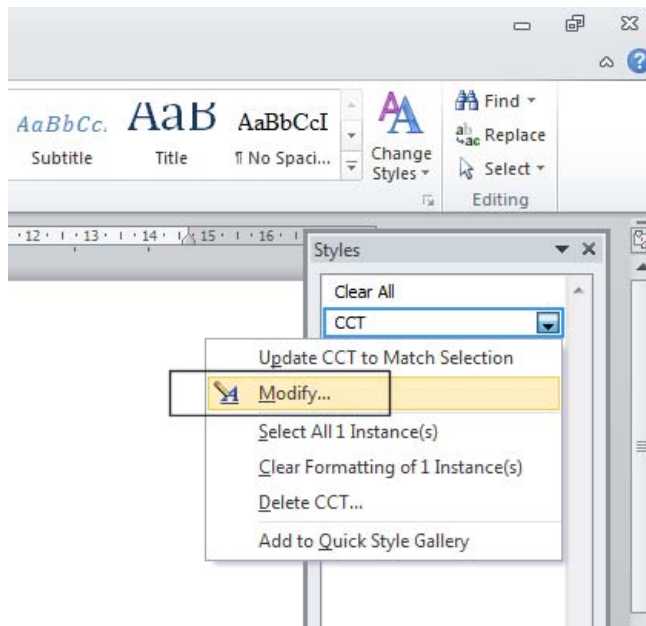 AaBbCc. AaB AaBbCcI
Subtitle Title ¶ No Spaci...
Change
Styles
Find
Replace
Select
Editing
12 13 14 15 16
Styles
Clear All
CCT
Update CCT to Match Selection
Modify...
Select All 1 Instance(s)
Clear Formatting of 1 Instance(s)
Delete CCT...
Add to Quick Style Gallery